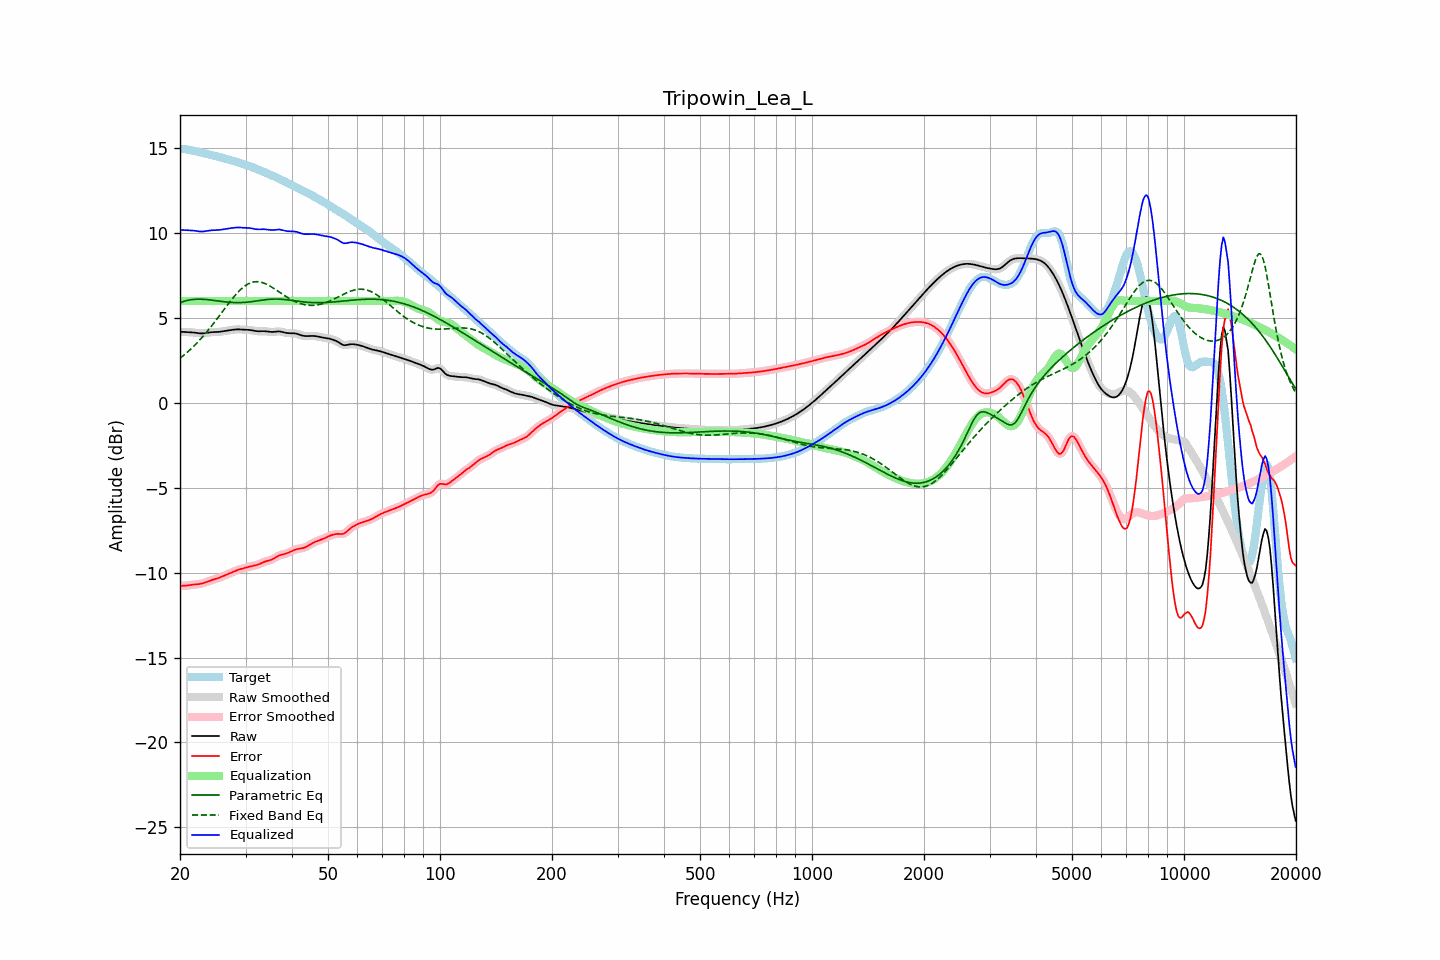 Tripowin_Lea_L
Amplitude (dBr)
15
10
5
0
−5
−10
−15
−20
−25
Target
Raw Smoothed
Error Smoothed
Raw
Error
Equalization
Parametric Eq
Fixed Band Eq
Equalized
20 50 100 200 500 1000 2000 5000 10000 20000
Frequency (Hz)